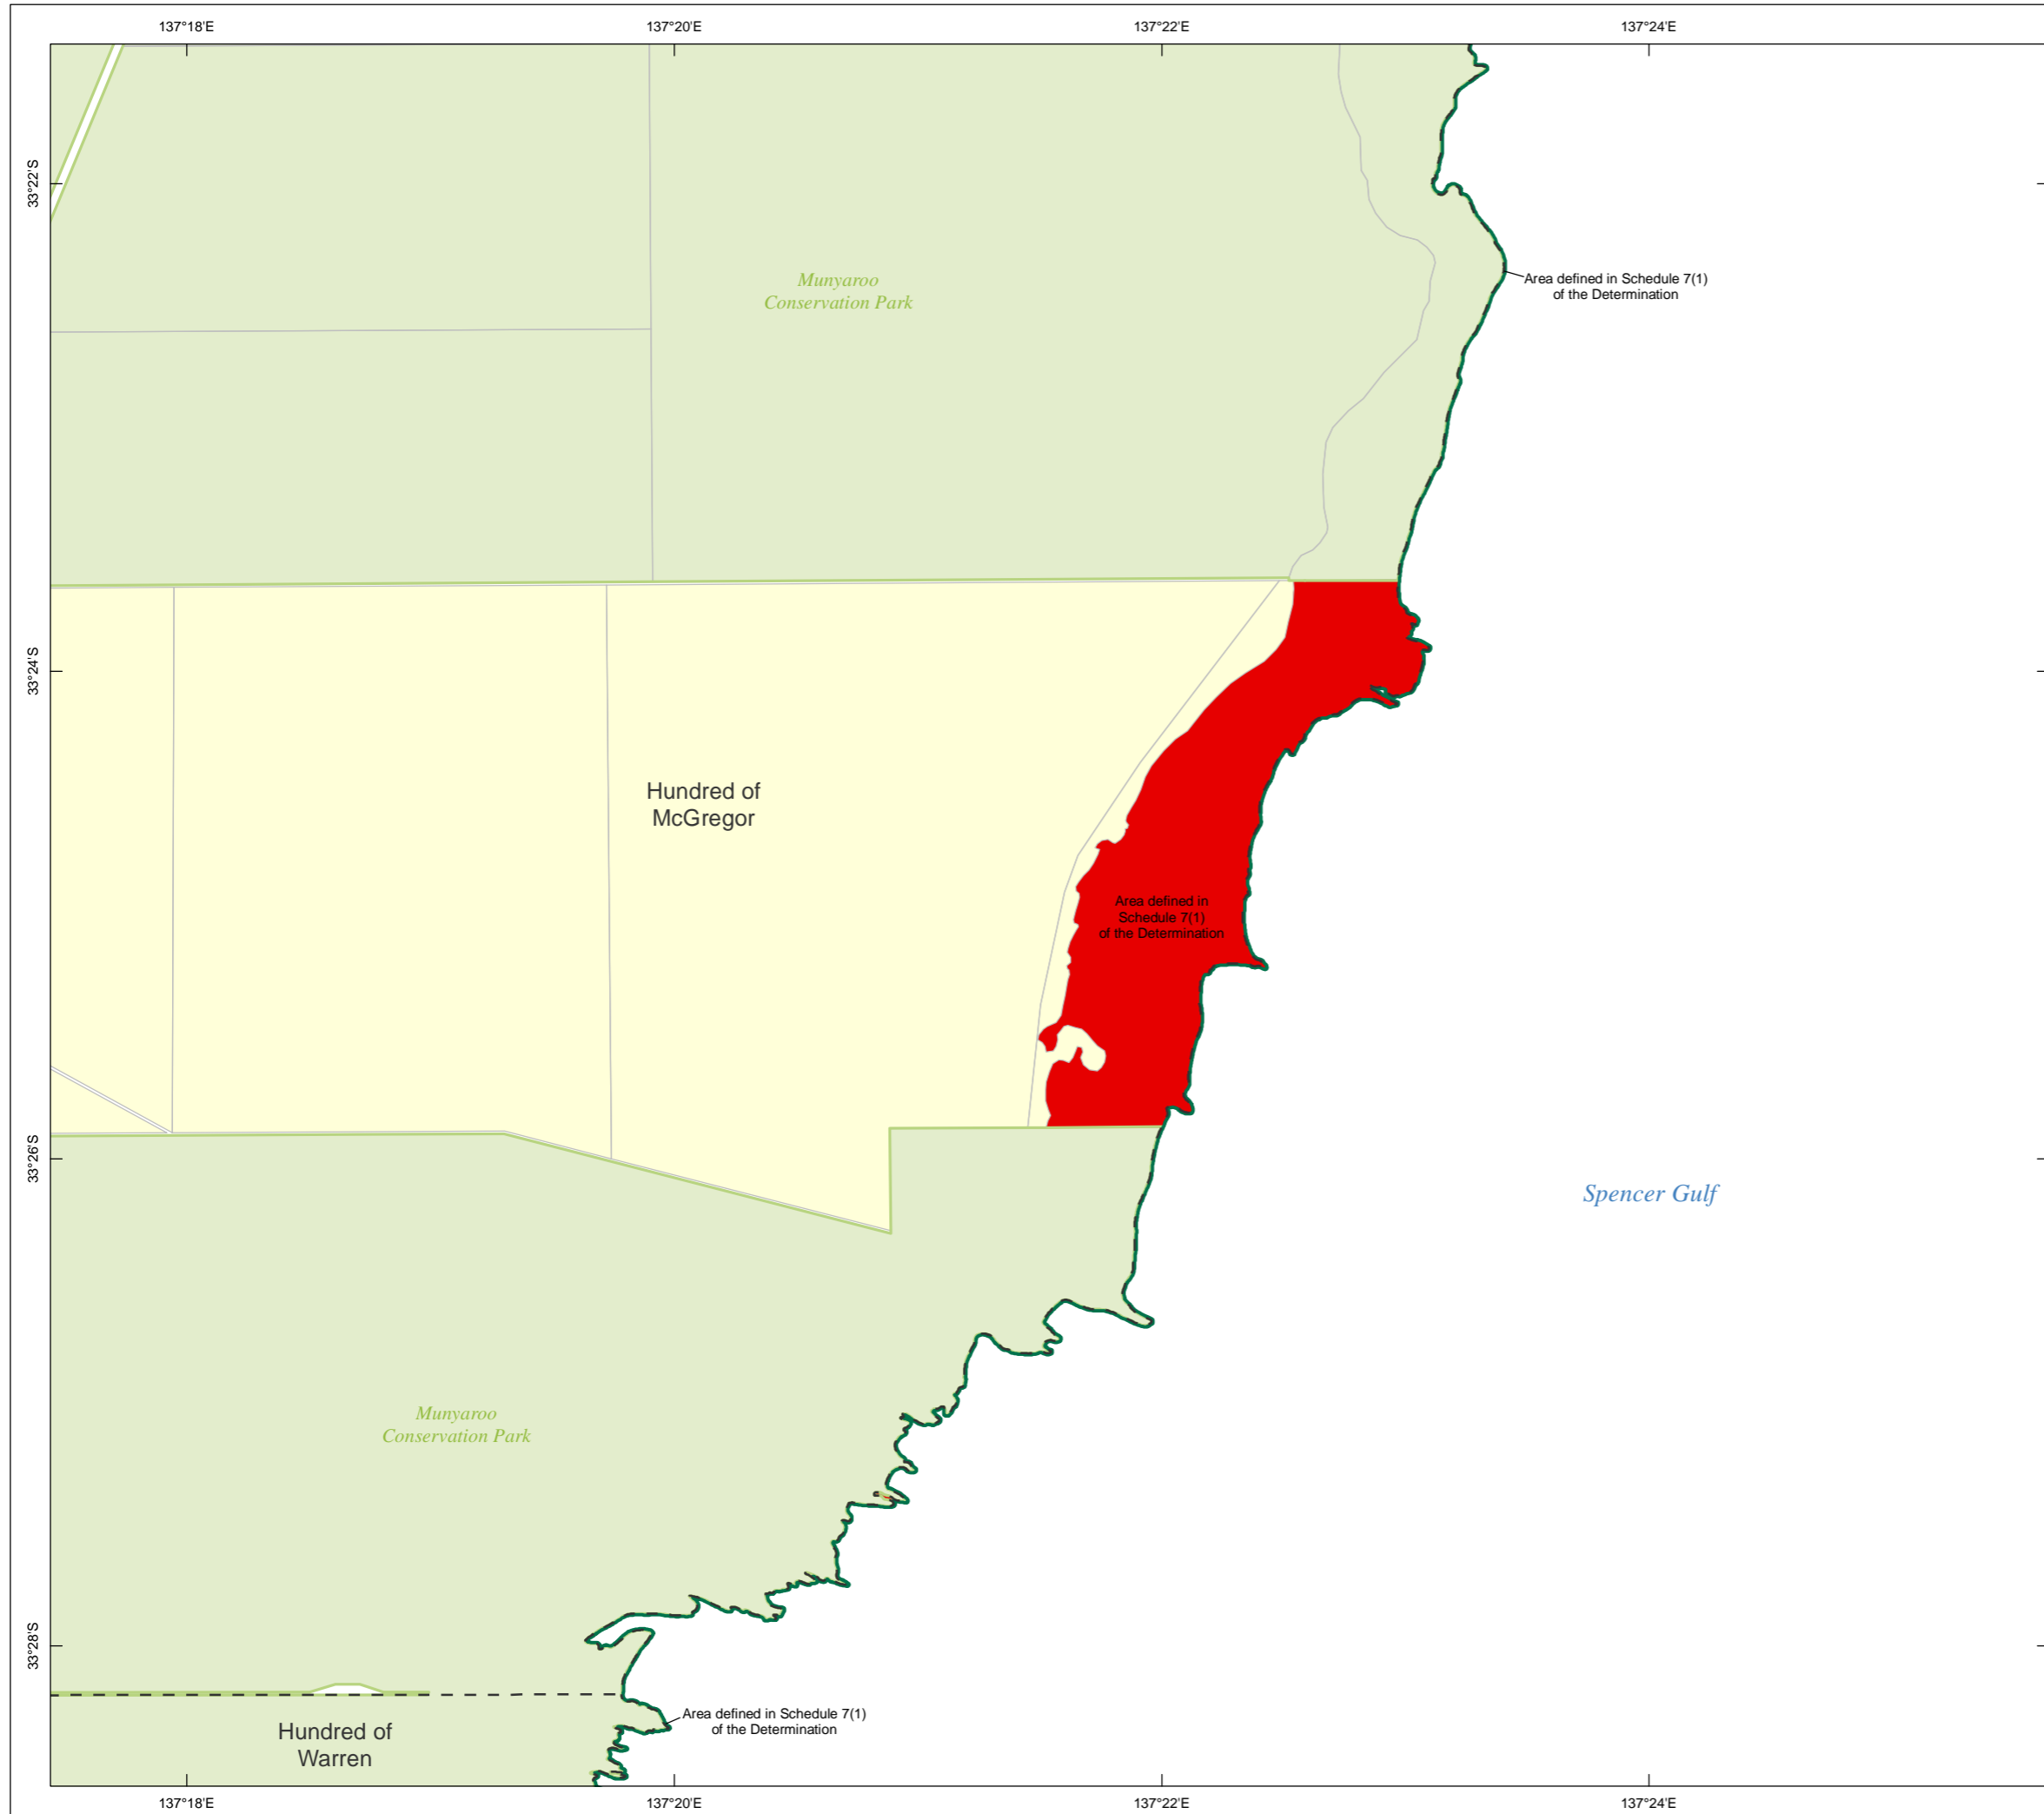 137°18'E
137°20'E
137°22'E
137°24'E
33°22'S
Munyaroo
Conservation Park
Area defined in Schedule 7(1)
of the Determination
33°24'S
Hundred of
McGregor
Area defined in
Schedule 7(1)
of the Determination
33°26'S
Spencer Gulf
Munyaroo
Conservation Park
33°28'S
Area defined in Schedule 7(1)
of the Determination
Hundred of
Warren
137°18'E
137°20'E
137°22'E
137°24'E